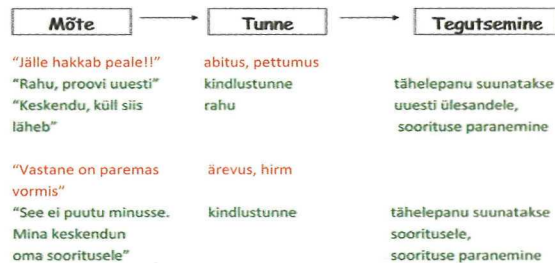 Mõte Tunne Tegutsemine
"Jälle hakkab peale!!" abitus, pettumus
"Rahu, proovi uuesti" kindlustunne tähelepanu suunatakse
"Keskendu, küll siis rahu uuesti ülesandele,
läheb" soorituse paranemine
"Vastane on paremas ärevus, hirm
vormis"
"See ei puutu minusse. kindlustunne tähelepanu suunatakse
Mina keskendun sooritusele,
oma sooritusele" soorituse paranemine